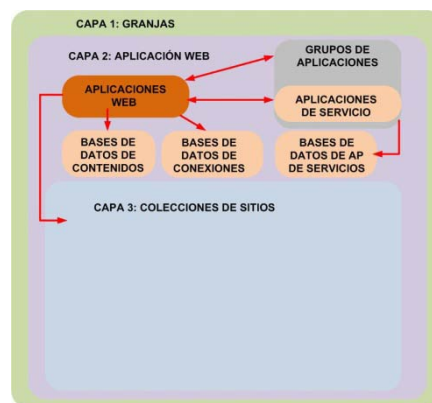 CAPA 1: GRANJAS
CAPA 2: APLICACIÓN WEB
GRUPOS DE
APLICACIONES
APLICACIONES
WEB
APLICACIONES
DE SERVICIO
BASES DE
DATOS DE
CONTENIDOS
BASES DE
DATOS DE
CONEXIONES
BASES DE
DATOS DE AP
DE SERVICIOS
CAPA 3: COLECCIONES DE SITIOS